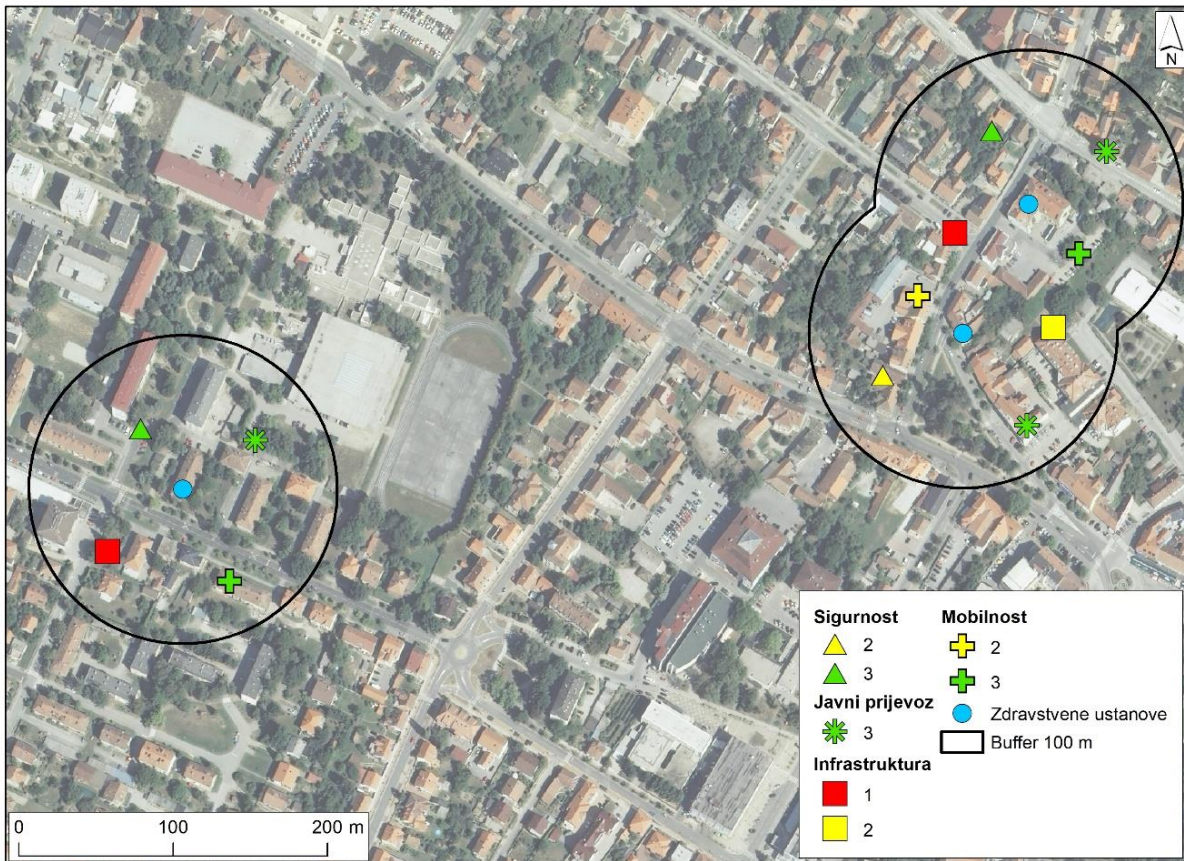 N
Sigurnost
2
3
Javni prijevoz
3
Infrastruktura
1
2
Mobilnost
2
3
Zdravstvene ustanove
Buffer 100 m
0 100 200 m